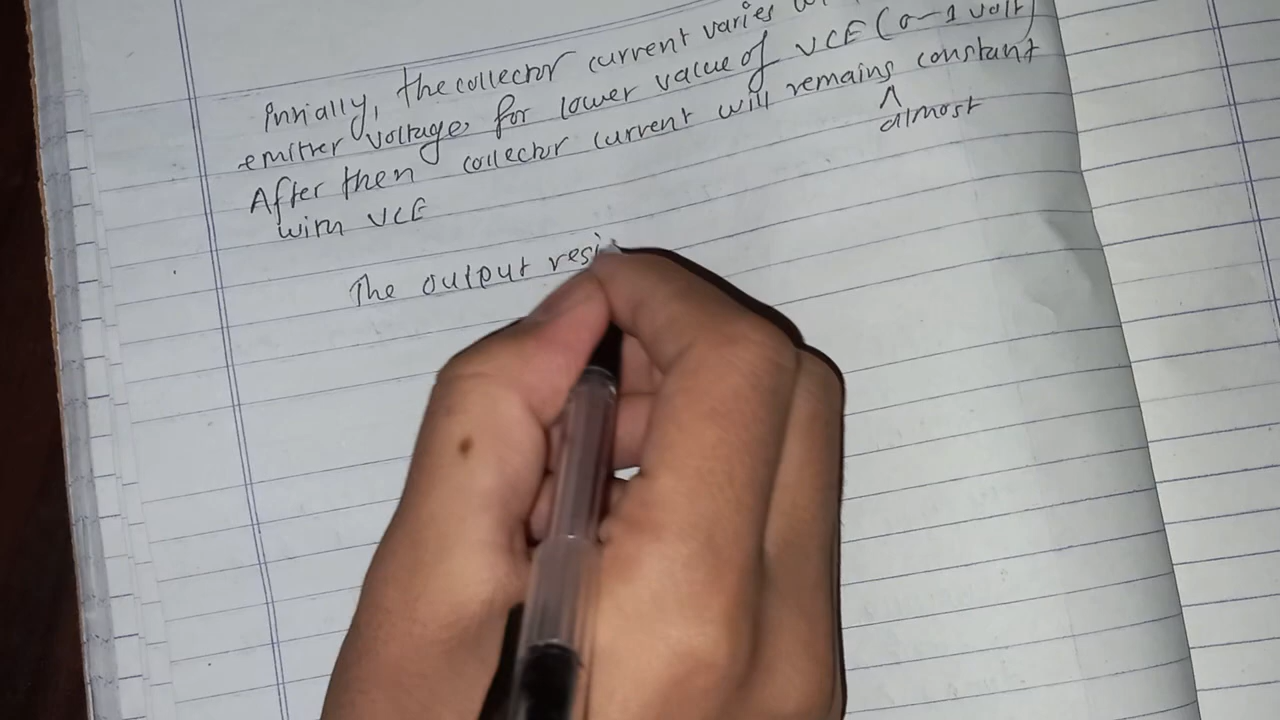 Initially, the collector current varies
emitter voltage, for lower value of VCE (0-1 volt)
After then collector current will remains constant
almost
with VCE
The output resi